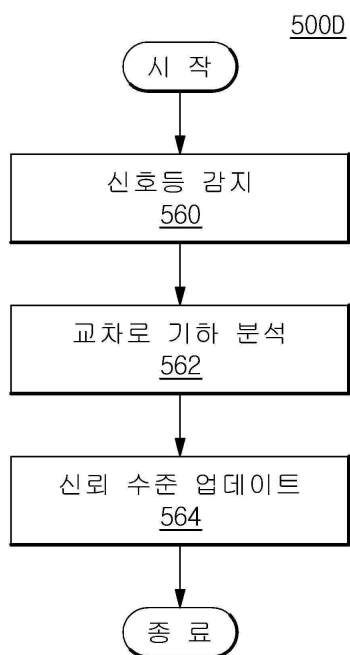 500D
시 작
신호등 감지
560
교차로 기하 분석
562
신뢰 수준 업데이트
564
종 료